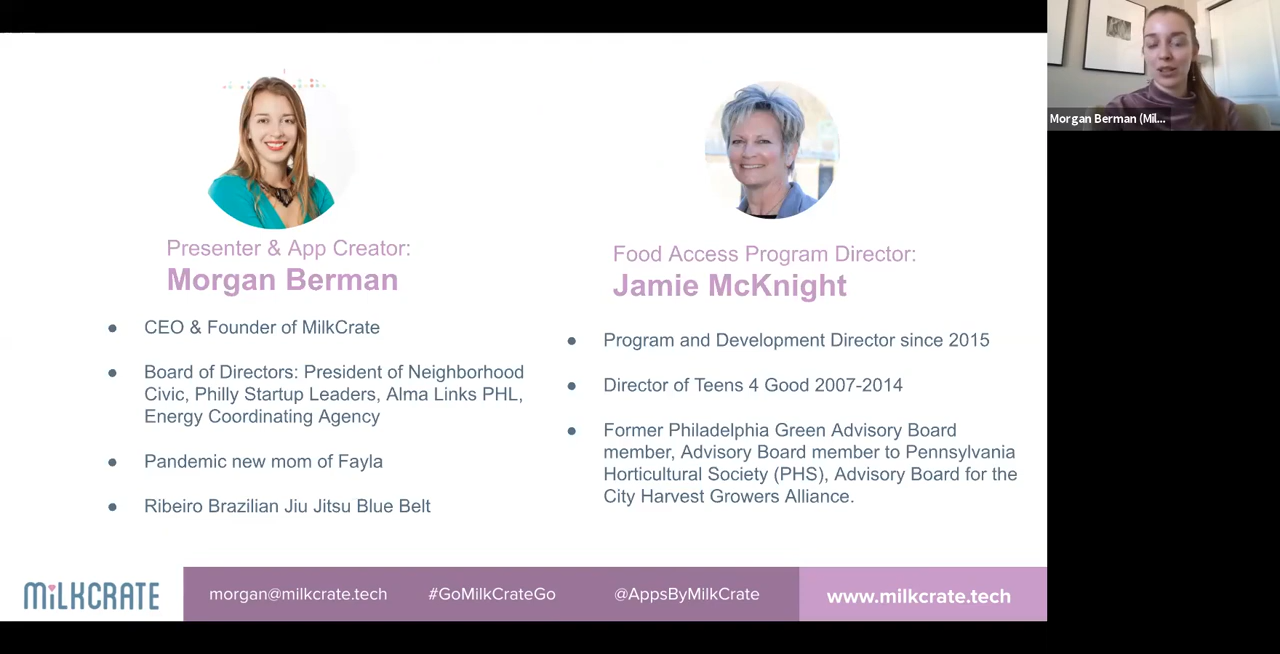 Morgan Berman (Mil...
Presenter & App Creator:
Morgan Berman
CEO & Founder of MilkCrate
Board of Directors: President of Neighborhood
Civic, Philly Startup Leaders, Alma Links PHL,
Energy Coordinating Agency
Pandemic new mom of Fayla
Ribeiro Brazilian Jiu Jitsu Blue Belt
Food Access Program Director:
Jamie McKnight
Program and Development Director since 2015
Director of Teens 4 Good 2007-2014
Former Philadelphia Green Advisory Board
member, Advisory Board member to Pennsylvania
Horticultural Society (PHS), Advisory Board for the
City Harvest Growers Alliance.
MiLKCRATE
morgan@milkcrate.tech
#GoMilkCrateGo
@AppsByMilkCrate
www.milkcrate.tech